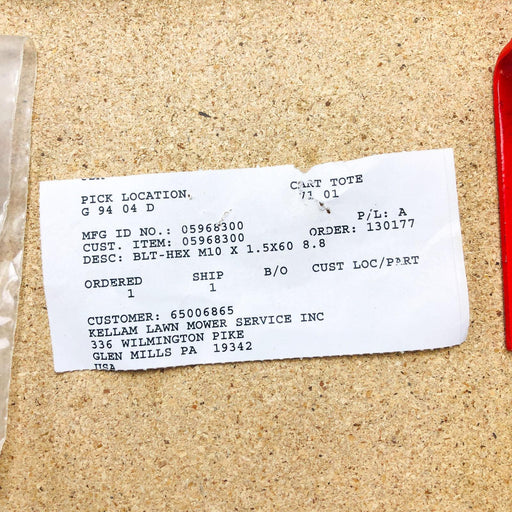 PICK LOCATION, CART TOTE
G 94 04 D 71 01
MFG ID NO.: 05968300 P/L: A
CUST. ITEM: 05968300 ORDER: 130177
DESC: BLT-HEX M10 X 1.5X60 8.8
ORDERED SHIP B/O CUST LOC/PART
1 1
CUSTOMER: 65006865
KELLAM LAWN MOWER SERVICE INC
336 WILMINGTON PIKE
GLEN MILLS PA 19342
USA